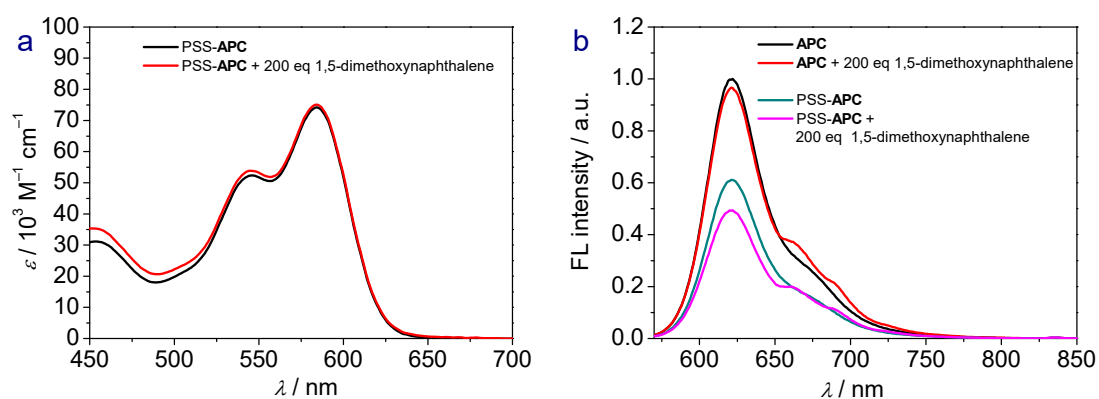 a
100
90
80
70
60
50
40
30
20
10
0
ε / 10³ M⁻¹ cm⁻¹
PSS-APC
PSS-APC + 200 eq 1,5-dimethoxynaphthalene
450 500 550 600 650 700
λ / nm
b
1.2
1.0
0.8
0.6
0.4
0.2
0.0
FL intensity / a.u.
APC
APC + 200 eq 1,5-dimethoxynaphthalene
PSS-APC
PSS-APC +
200 eq 1,5-dimethoxynaphthalene
600 650 700 750 800 850
λ / nm